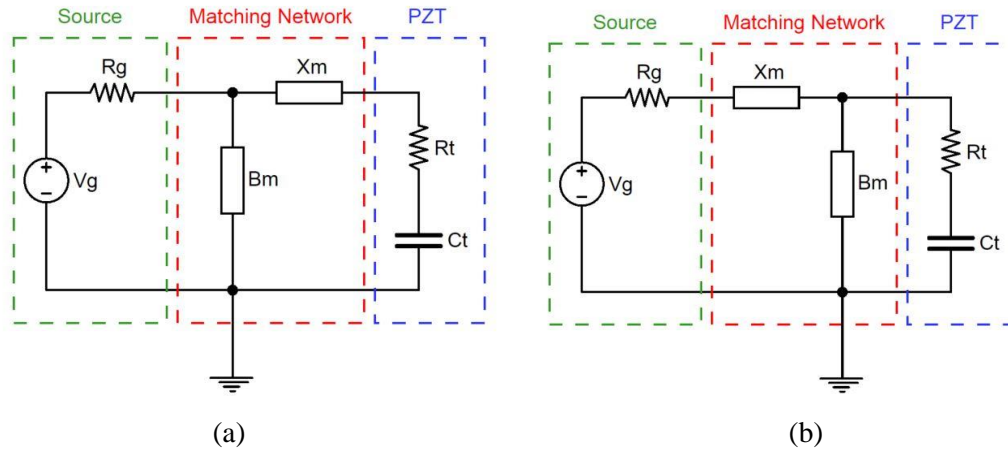 Source
Matching Network
PZT
Rg
Xm
Rt
Vg
Bm
Ct
(a)
Source
Matching Network
PZT
Rg
Xm
Rt
Vg
Bm
Ct
(b)